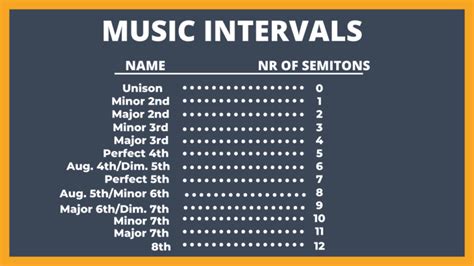 MUSIC INTERVALS
NAME NR OF SEMITONS
Unison 0
Minor 2nd 1
Major 2nd 2
Minor 3rd 3
Major 3rd 4
Perfect 4th 5
Aug. 4th/Dim. 5th 6
Perfect 5th 7
Aug. 5th/Minor 6th 8
Major 6th/Dim. 7th 9
Minor 7th 10
Major 7th 11
8th 12